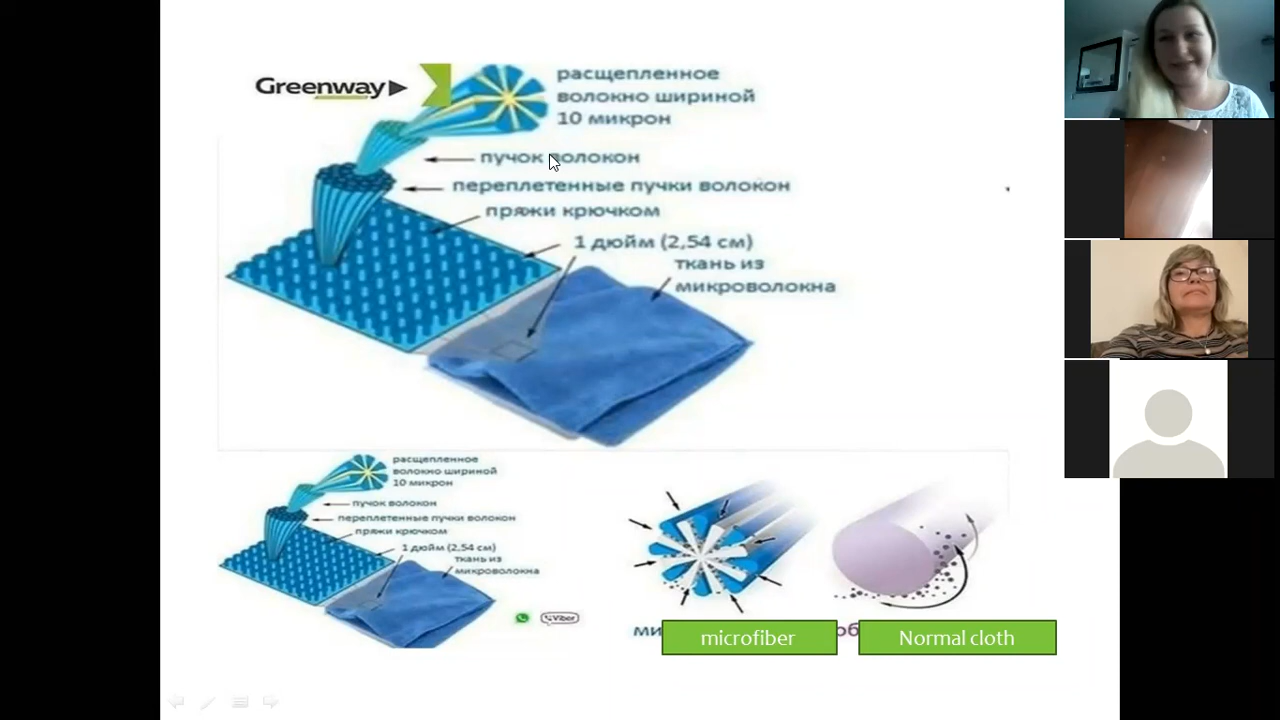 Greenway
расщепленное
волокно шириной
10 микрон
пучок волокон
переплетенные пучки волокон
пряжи крючком
1 дюйм (2,54 см)
ткань из
микроволокна
расщепленное
волокно шириной
10 микрон
пучок волокон
переплетенные пучки волокон
пряжи крючком
1 дюйм (2,54 см)
ткань из
микроволокна
Viber
microfiber
Normal cloth